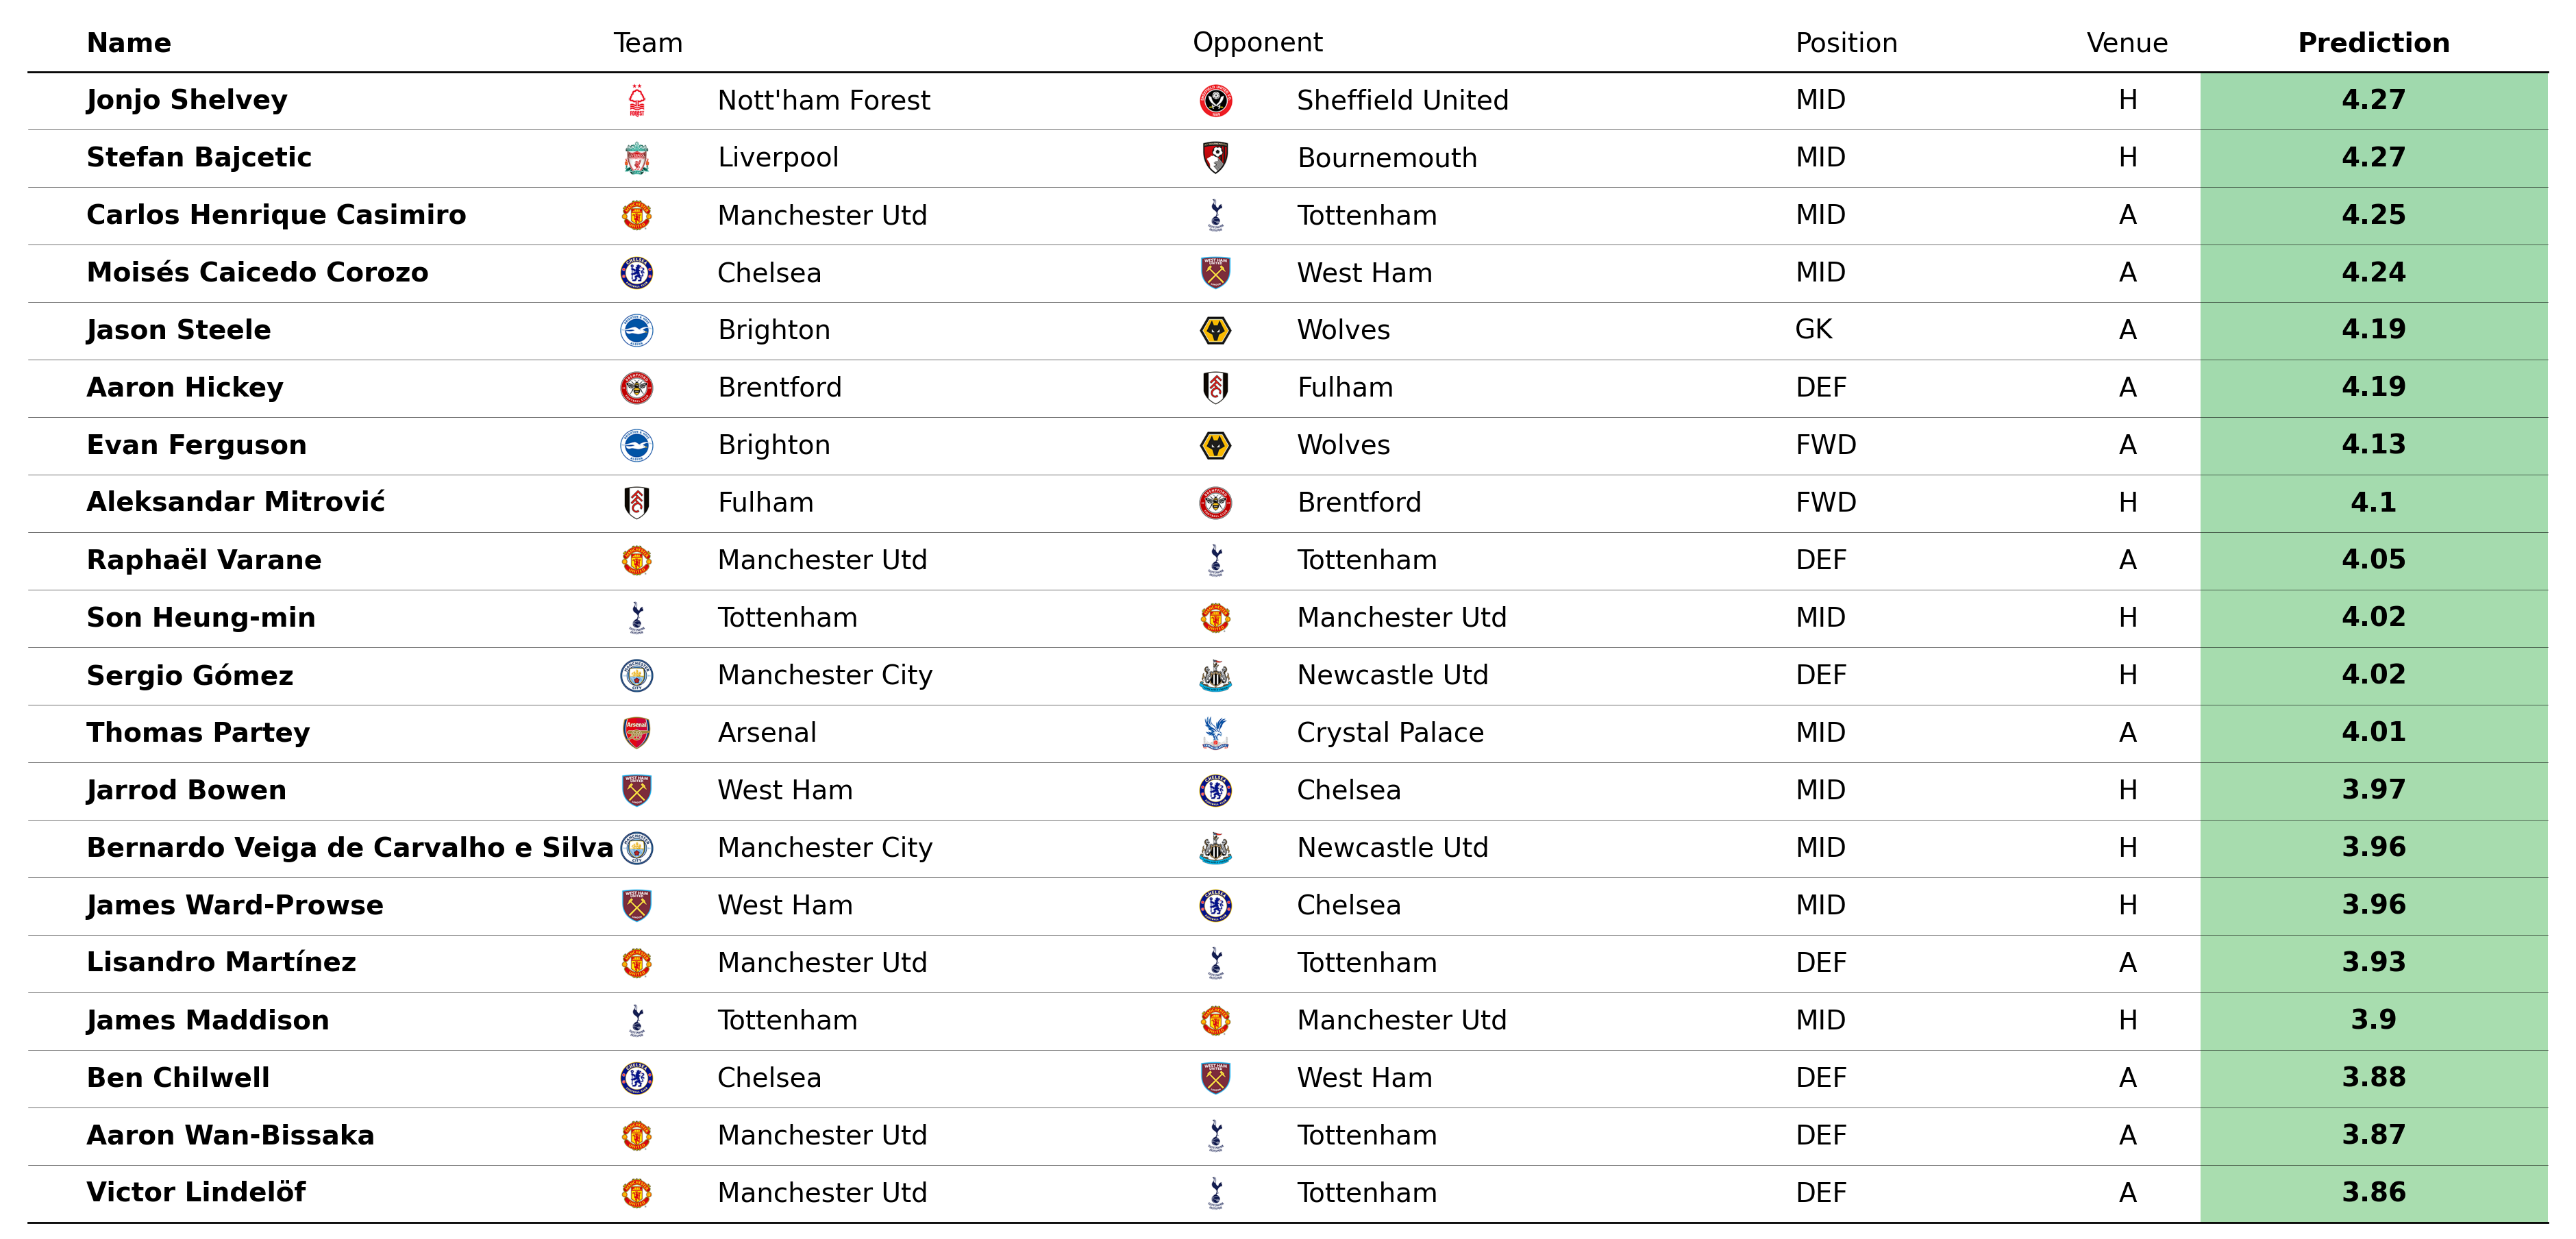 Name Team Opponent Position Venue Prediction
Jonjo Shelvey Nott'ham Forest Sheffield United MID H 4.27
Stefan Bajcetic Liverpool Bournemouth MID H 4.27
Carlos Henrique Casimiro Manchester Utd Tottenham MID A 4.25
Moisés Caicedo Corozo Chelsea West Ham MID A 4.24
Jason Steele Brighton Wolves GK A 4.19
Aaron Hickey Brentford Fulham DEF A 4.19
Evan Ferguson Brighton Wolves FWD A 4.13
Aleksandar Mitrović Fulham Brentford FWD H 4.1
Raphaël Varane Manchester Utd Tottenham DEF A 4.05
Son Heung-min Tottenham Manchester Utd MID H 4.02
Sergio Gómez Manchester City Newcastle Utd DEF H 4.02
Thomas Partey Arsenal Crystal Palace MID A 4.01
Jarrod Bowen West Ham Chelsea MID H 3.97
Bernardo Veiga de Carvalho e Silva Manchester City Newcastle Utd MID H 3.96
James Ward-Prowse West Ham Chelsea MID H 3.96
Lisandro Martínez Manchester Utd Tottenham DEF A 3.93
James Maddison Tottenham Manchester Utd MID H 3.9
Ben Chilwell Chelsea West Ham DEF A 3.88
Aaron Wan-Bissaka Manchester Utd Tottenham DEF A 3.87
Victor Lindelöf Manchester Utd Tottenham DEF A 3.86